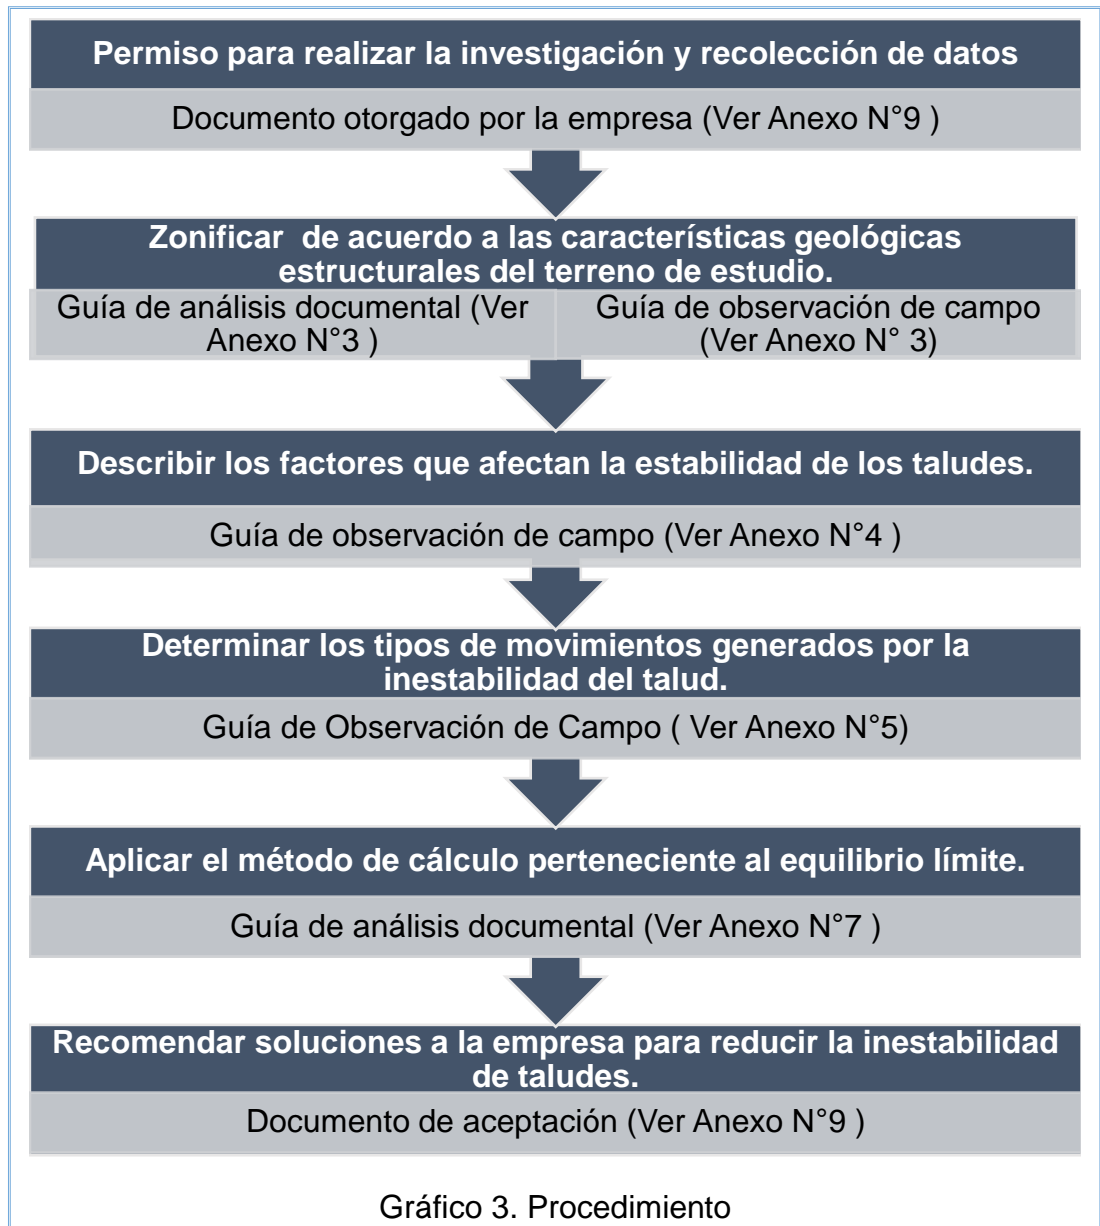 Permiso para realizar la investigación y recolección de datos
Documento otorgado por la empresa (Ver Anexo N°9 )
Zonificar  de acuerdo a las características geológicas
estructurales del terreno de estudio.
Guía de análisis documental (Ver
Anexo N°3 )
Guía de observación de campo
(Ver Anexo N° 3)
Describir los factores que afectan la estabilidad de los taludes.
Guía de observación de campo (Ver Anexo N°4 )
Determinar los tipos de movimientos generados por la
inestabilidad del talud.
Guía de Observación de Campo ( Ver Anexo N°5)
Aplicar el método de cálculo perteneciente al equilibrio límite.
Guía de análisis documental (Ver Anexo N°7 )
Recomendar soluciones a la empresa para reducir la inestabilidad
de taludes.
Documento de aceptación (Ver Anexo N°9 )
Gráfico 3. Procedimiento